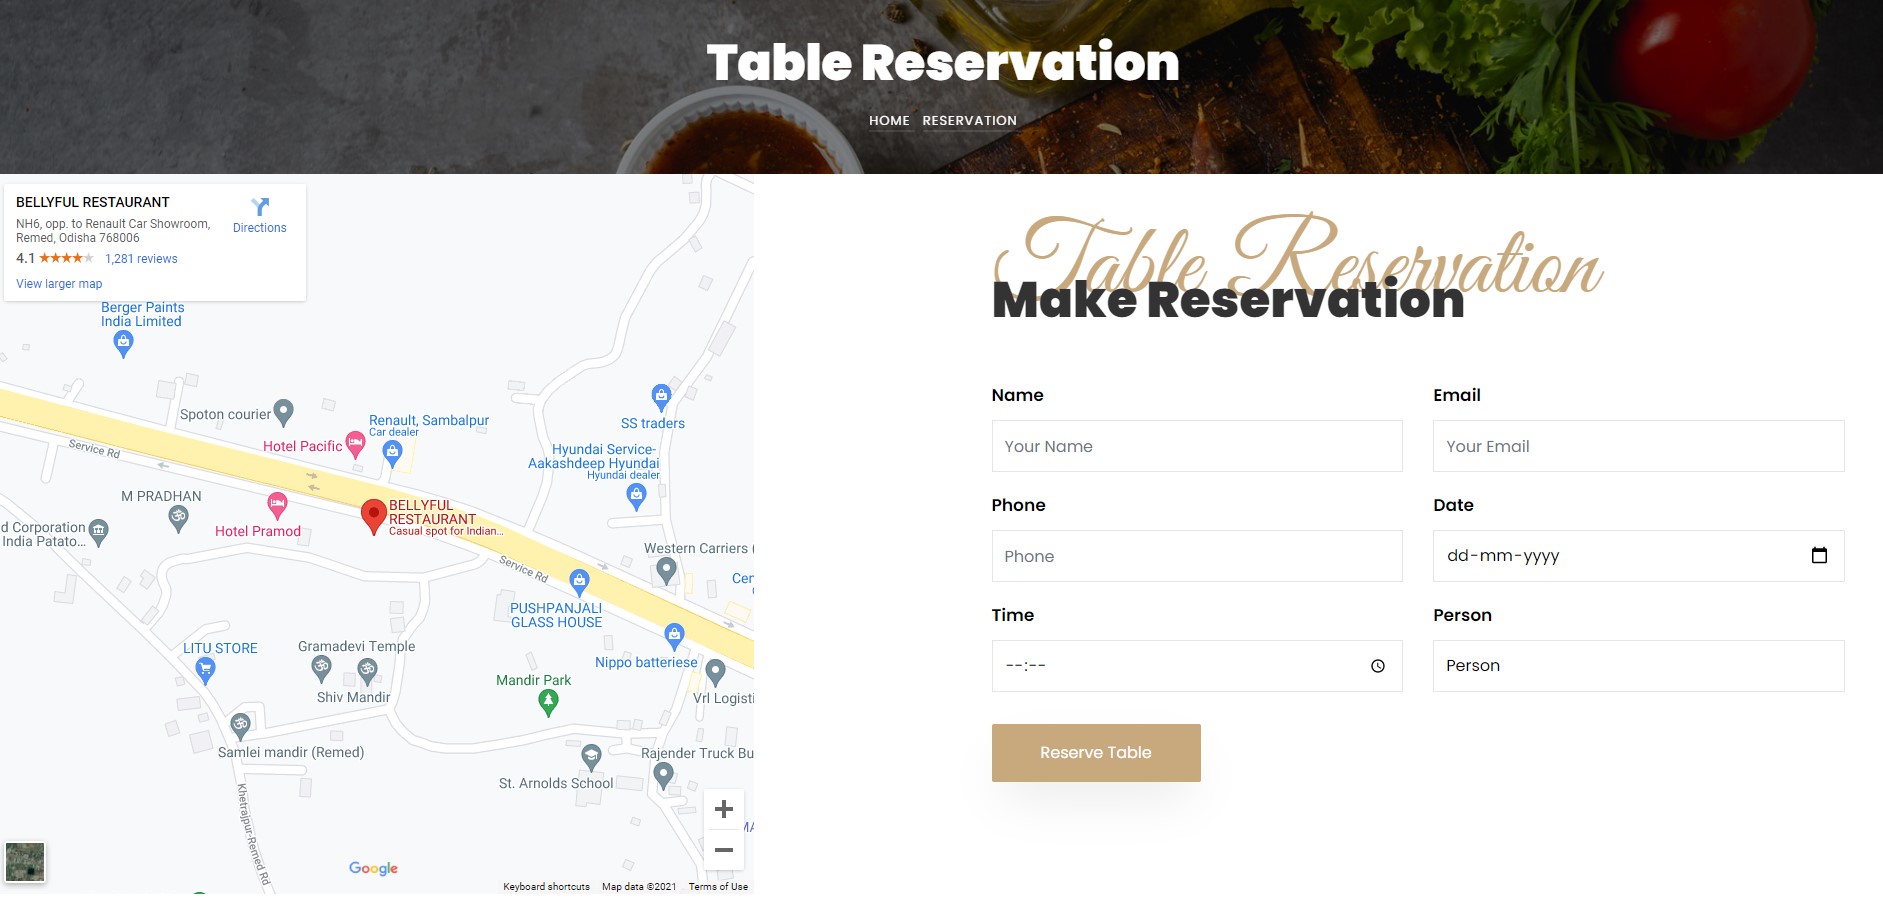 Table Reservation
HOME RESERVATION
BELLYFUL RESTAURANT
NH6, opp. to Renault Car Showroom,
Remed, Odisha 768006
Directions
4.1 1,281 reviews
View larger map
Berger Paints
India Limited
Spoton courier
Renault, Sambalpur
Car dealer
Hotel Pacific
SS traders
Service Rd
Hyundai Service-
Aakashdeep Hyundai
Hyundai dealer
M PRADHAN
BELLYFUL
RESTAURANT
Casual spot for Indian...
Hotel Pramod
d Corporation
India Patato...
Western Carriers (
Service Rd
Cen
PUSHPANJALI
GLASS HOUSE
LITU STORE
Gramadevi Temple
Nippo batteriese
Mandir Park
Shiv Mandir
Vrl Logisti
Samlei mandir (Remed)
Rajender Truck Bu
St. Arnolds School
Khetrajpur-Remed Rd
MA
Google
Keyboard shortcuts Map data ©2021 Terms of Use
Table Reservation
Make Reservation
Name Email
Your Name Your Email
Phone Date
Phone dd-mm-yyyy
Time Person
--:-- Person
Reserve Table